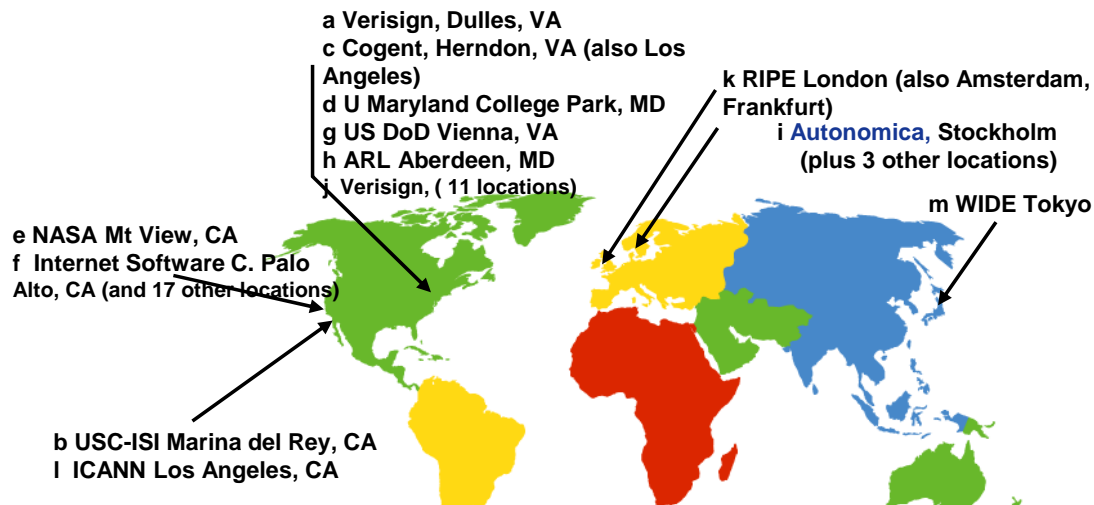 a Verisign, Dulles, VA
c Cogent, Herndon, VA (also Los
Angeles)
d U Maryland College Park, MD
g US DoD Vienna, VA
h ARL Aberdeen, MD
j Verisign, ( 11 locations)
k RIPE London (also Amsterdam,
Frankfurt)
i Autonomica, Stockholm
(plus 3 other locations)
m WIDE Tokyo
e NASA Mt View, CA
f Internet Software C. Palo
Alto, CA (and 17 other locations)
b USC-ISI Marina del Rey, CA
l ICANN Los Angeles, CA